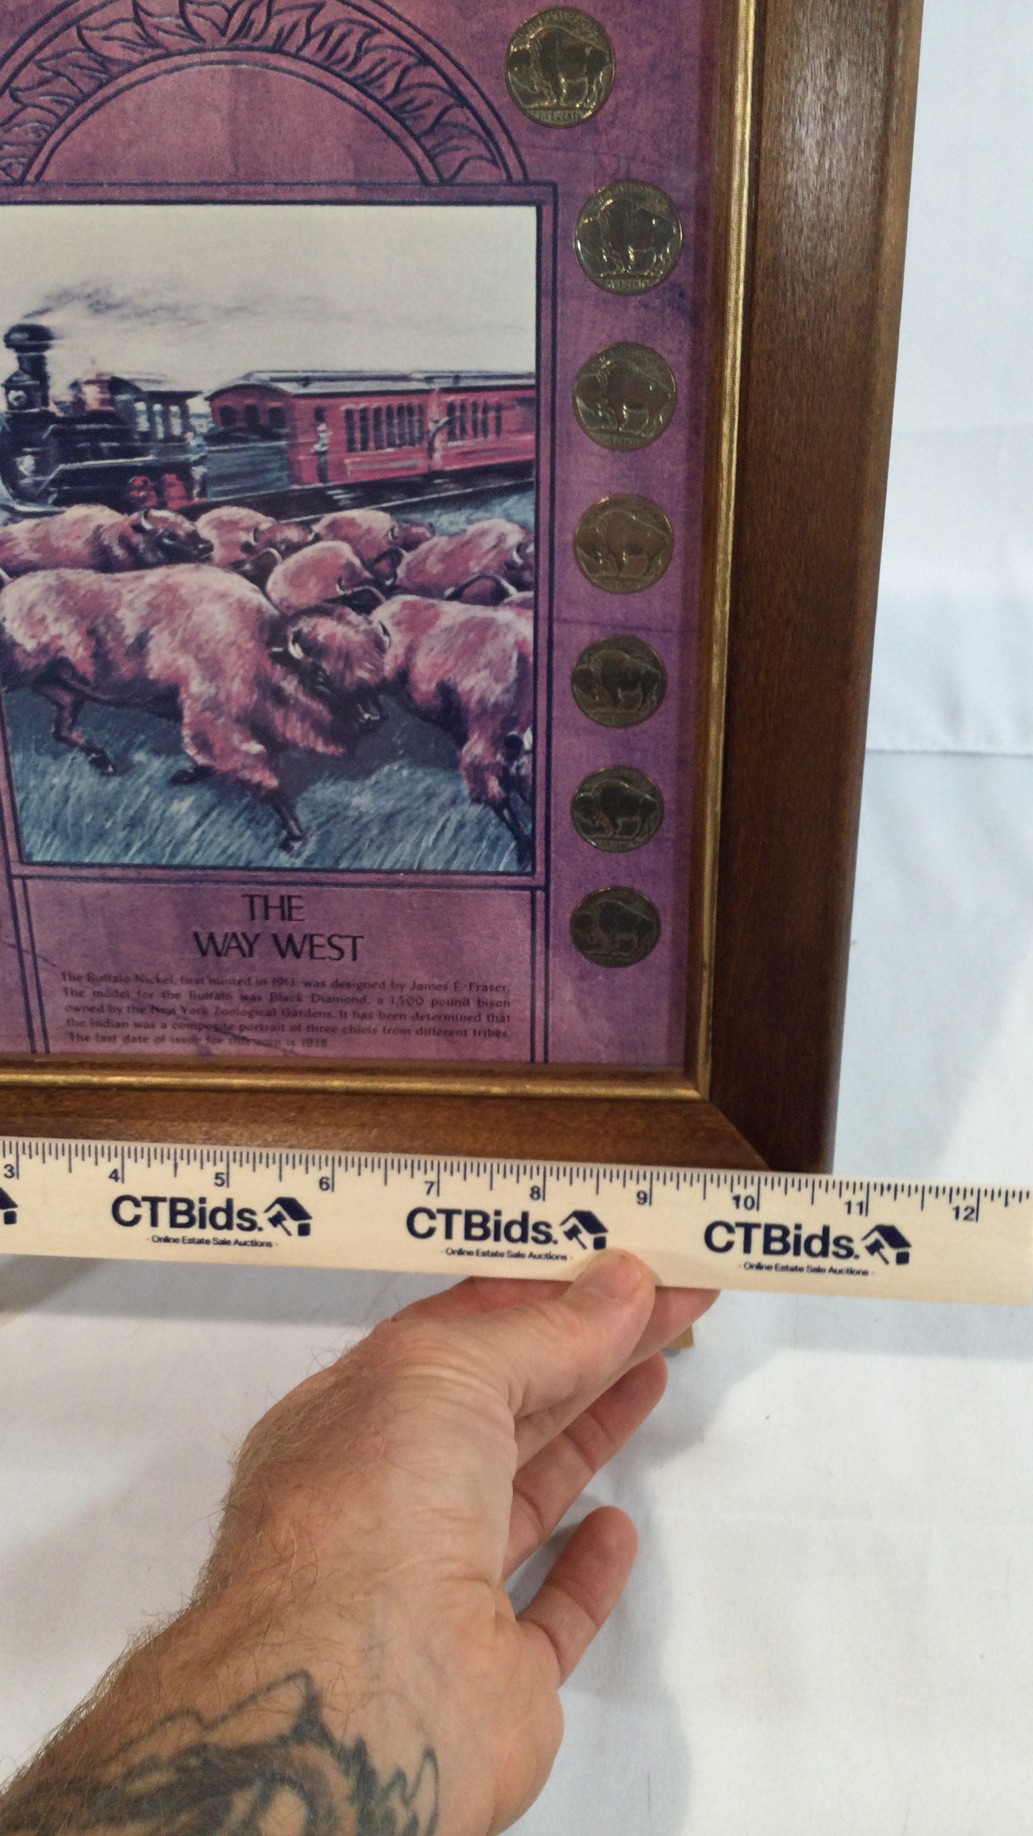 THE
WAY WEST
The Buffalo Nickel, first minted in 1913, was designed by James E. Fraser.
The model for the Buffalo was Black Diamond, a 1,500 pound bison
owned by the New York Zoological Gardens. It has been determined that
the Indian was a composite portrait of three chiefs from different tribes.
The last date of issue for this coin is 1938
3 4 5 6 7 8 9 10 11 12
CTBids. CTBids. CTBids.
- Online Estate Sale Auctions - - Online Estate Sale Auctions - - Online Estate Sale Auctions -